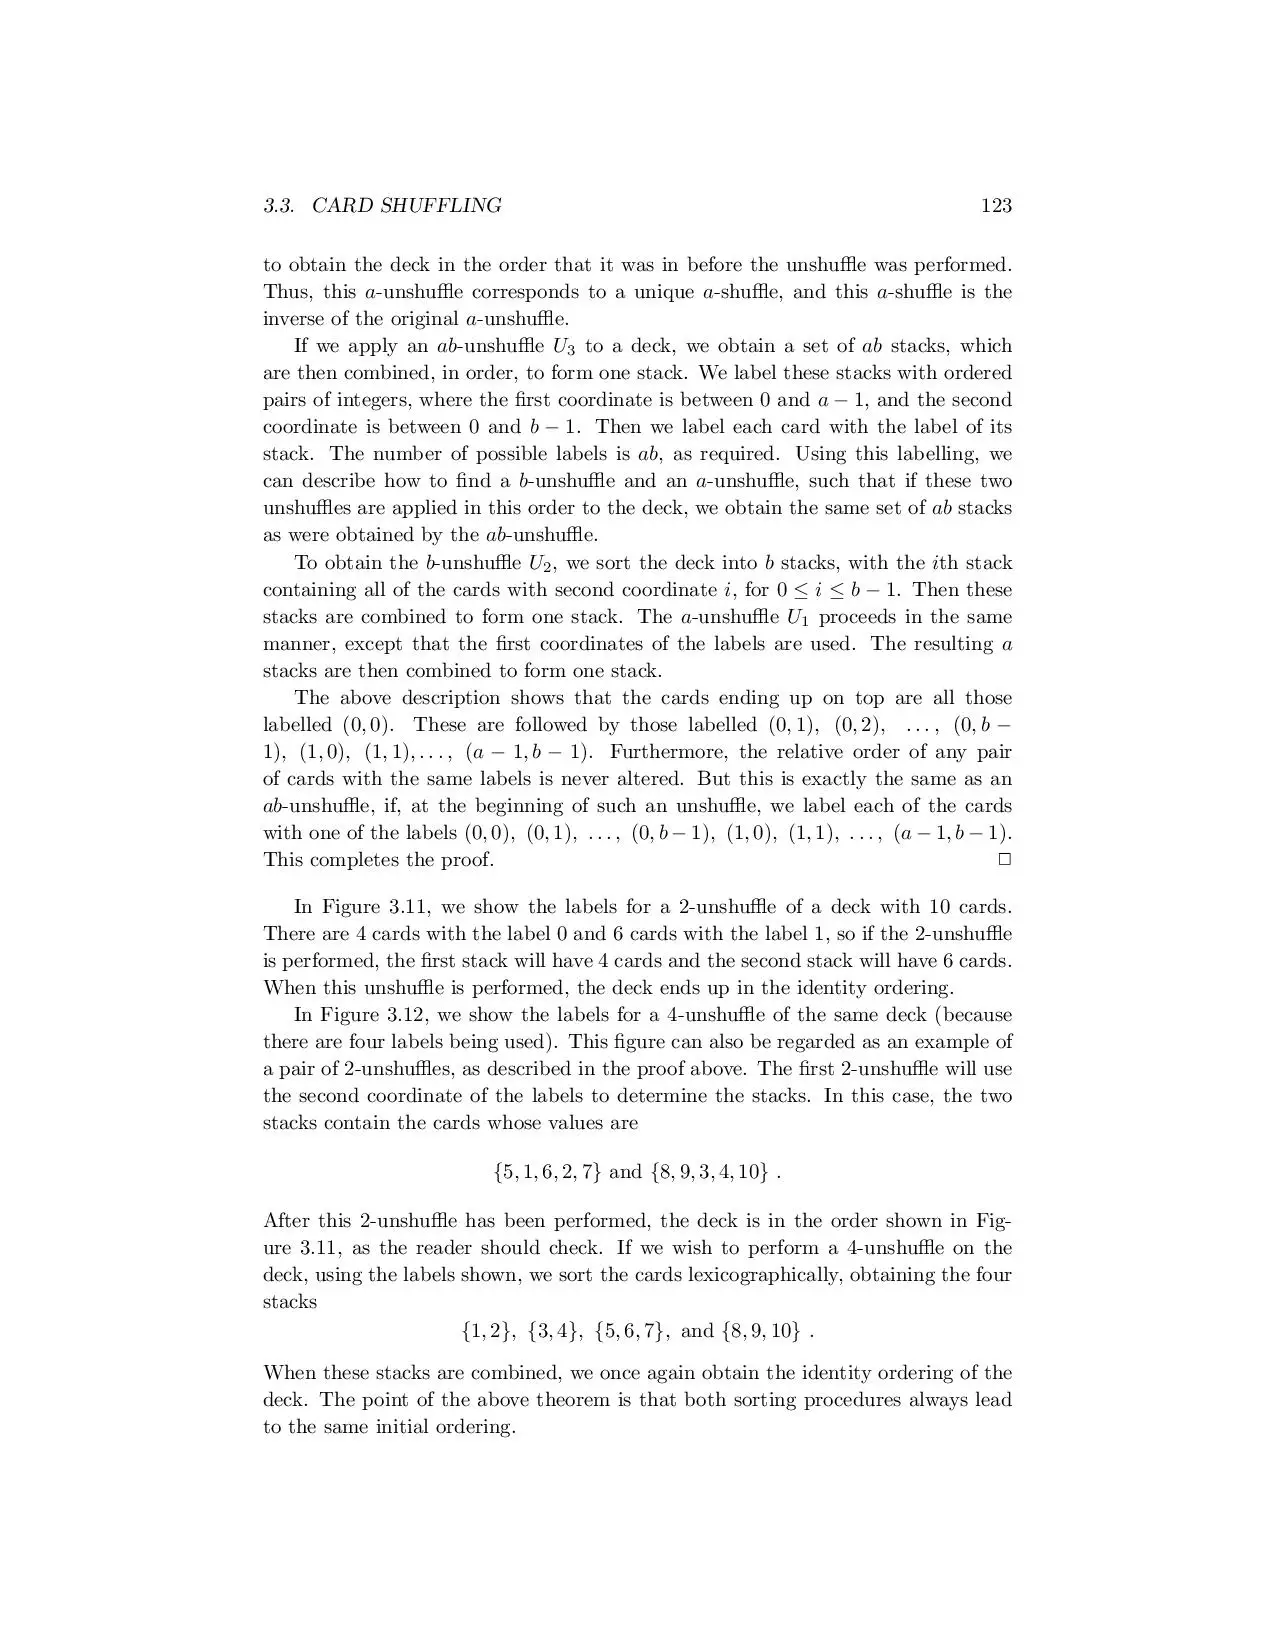 3.3. CARD SHUFFLING 123
to obtain the deck in the order that it was in before the unshuffle was performed.
Thus, this a-unshuffle corresponds to a unique a-shuffle, and this a-shuffle is the
inverse of the original a-unshuffle.
If we apply an ab-unshuffle U₃ to a deck, we obtain a set of ab stacks, which
are then combined, in order, to form one stack. We label these stacks with ordered
pairs of integers, where the first coordinate is between 0 and a − 1, and the second
coordinate is between 0 and b − 1. Then we label each card with the label of its
stack. The number of possible labels is ab, as required. Using this labelling, we
can describe how to find a b-unshuffle and an a-unshuffle, such that if these two
unshuffles are applied in this order to the deck, we obtain the same set of ab stacks
as were obtained by the ab-unshuffle.
To obtain the b-unshuffle U₂, we sort the deck into b stacks, with the ith stack
containing all of the cards with second coordinate i, for 0 ≤ i ≤ b − 1. Then these
stacks are combined to form one stack. The a-unshuffle U₁ proceeds in the same
manner, except that the first coordinates of the labels are used. The resulting a
stacks are then combined to form one stack.
The above description shows that the cards ending up on top are all those
labelled (0, 0). These are followed by those labelled (0, 1), (0, 2), . . . , (0, b −
1), (1, 0), (1, 1), . . . , (a − 1, b − 1). Furthermore, the relative order of any pair
of cards with the same labels is never altered. But this is exactly the same as an
ab-unshuffle, if, at the beginning of such an unshuffle, we label each of the cards
with one of the labels (0, 0), (0, 1), . . . , (0, b − 1), (1, 0), (1, 1), . . . , (a − 1, b − 1).
This completes the proof. □
In Figure 3.11, we show the labels for a 2-unshuffle of a deck with 10 cards.
There are 4 cards with the label 0 and 6 cards with the label 1, so if the 2-unshuffle
is performed, the first stack will have 4 cards and the second stack will have 6 cards.
When this unshuffle is performed, the deck ends up in the identity ordering.
In Figure 3.12, we show the labels for a 4-unshuffle of the same deck (because
there are four labels being used). This figure can also be regarded as an example of
a pair of 2-unshuffles, as described in the proof above. The first 2-unshuffle will use
the second coordinate of the labels to determine the stacks. In this case, the two
stacks contain the cards whose values are
{5, 1, 6, 2, 7} and {8, 9, 3, 4, 10} .
After this 2-unshuffle has been performed, the deck is in the order shown in Fig-
ure 3.11, as the reader should check. If we wish to perform a 4-unshuffle on the
deck, using the labels shown, we sort the cards lexicographically, obtaining the four
stacks
{1, 2}, {3, 4}, {5, 6, 7}, and {8, 9, 10} .
When these stacks are combined, we once again obtain the identity ordering of the
deck. The point of the above theorem is that both sorting procedures always lead
to the same initial ordering.